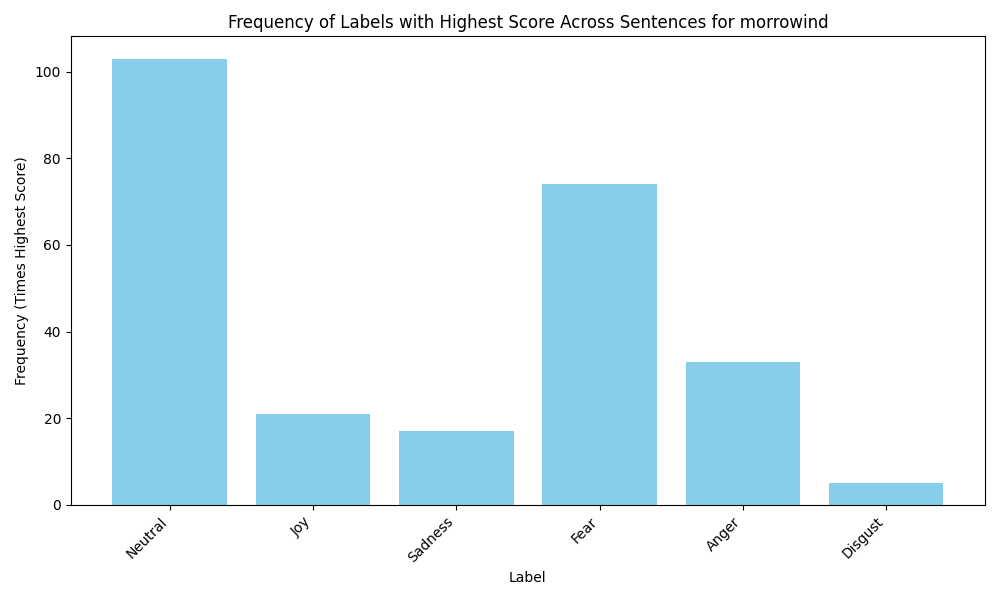 Frequency of Labels with Highest Score Across Sentences for morrowind
Frequency (Times Highest Score)
100
80
60
40
20
0
Neutral
Joy
Sadness
Fear
Anger
Disgust
Label